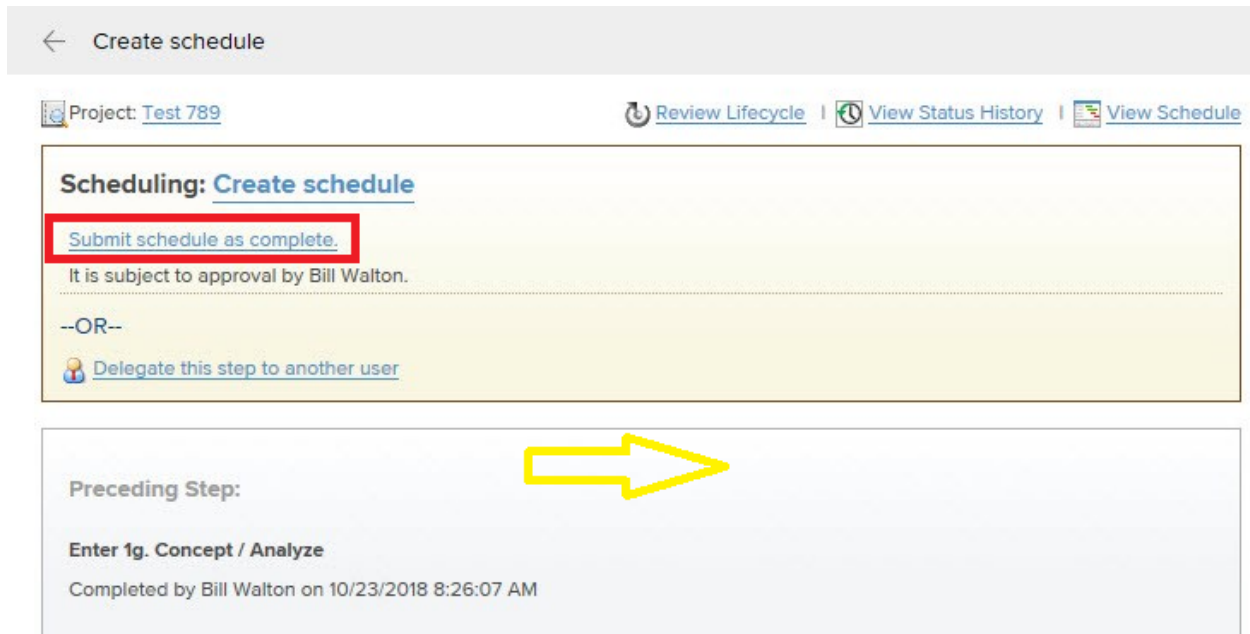 Create schedule
Project: Test 789 Review Lifecycle | View Status History | View Schedule
Scheduling: Create schedule
Submit schedule as complete.
It is subject to approval by Bill Walton.
--OR--
Delegate this step to another user
Preceding Step:
Enter 1g. Concept / Analyze
Completed by Bill Walton on 10/23/2018 8:26:07 AM